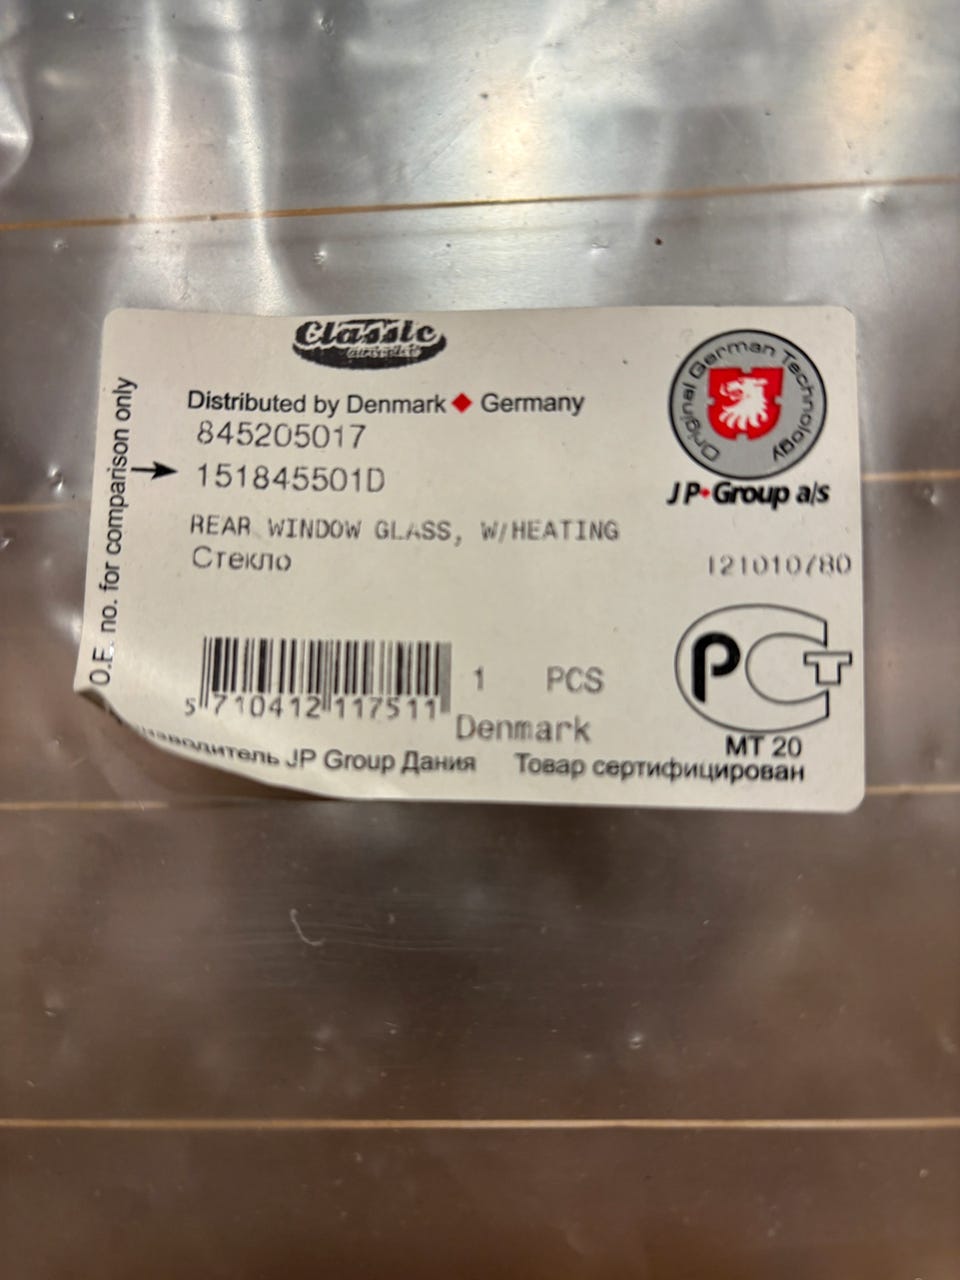 Classic
Distributed by Denmark Germany
845205017
151845501D
REAR WINDOW GLASS, W/HEATING
Стекло
O.E. no. for comparison only
Original German Technology
JP Group a/s
121010780
5 710412 117511
1 PCS
Denmark
PCT
MT 20
JP Group Дания
Товар сертифицирован